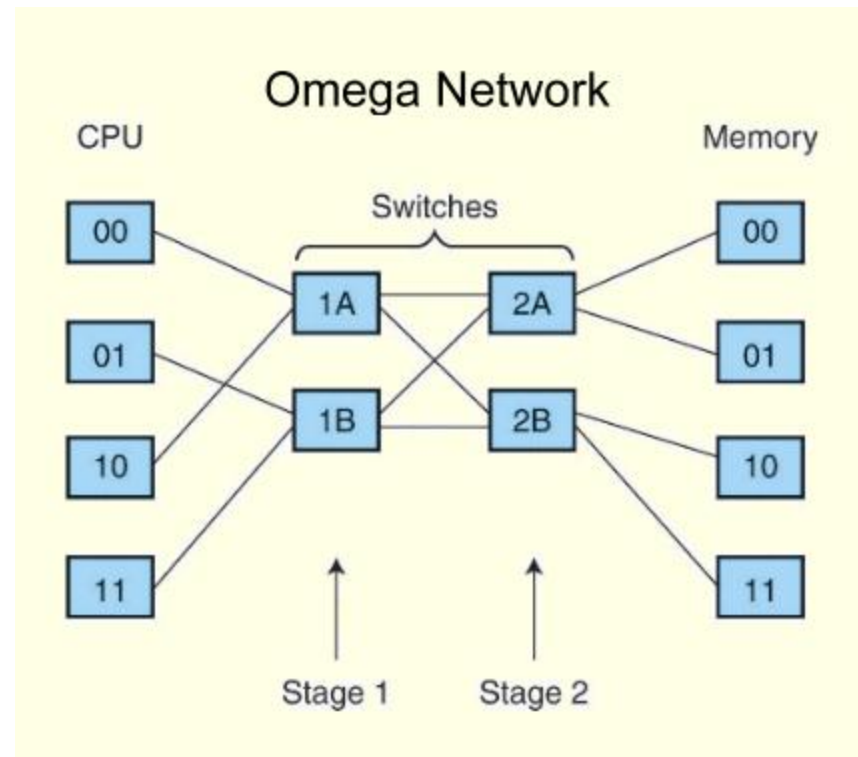 Omega Network
CPU
Memory
Switches
00
1A
2A
00
01
01
1B
2B
10
10
11
11
Stage 1
Stage 2